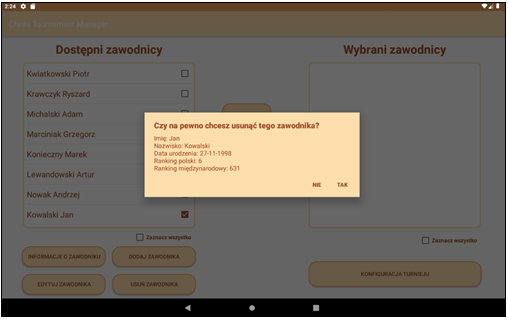 2:24
Chess Tournament Manager
Dostępni zawodnicy
Wybrani zawodnicy
Kwiatkowski Piotr
Krawczyk Ryszard
Michalski Adam
Marciniak Grzegorz
Konieczny Marek
Lewandowski Artur
Nowak Andrzej
Kowalski Jan
Czy na pewno chcesz usunąć tego zawodnika?
Imię: Jan
Nazwisko: Kowalski
Data urodzenia: 27-11-1998
Ranking polski: 6
Ranking międzynarodowy: 631
NIE TAK
Zaznacz wszystko
Zaznacz wszystko
INFORMACJE O ZAWODNIKU
DODAJ ZAWODNIKA
EDYTUJ ZAWODNIKA
USUŃ ZAWODNIKA
KONFIGURACJA TURNIEJU